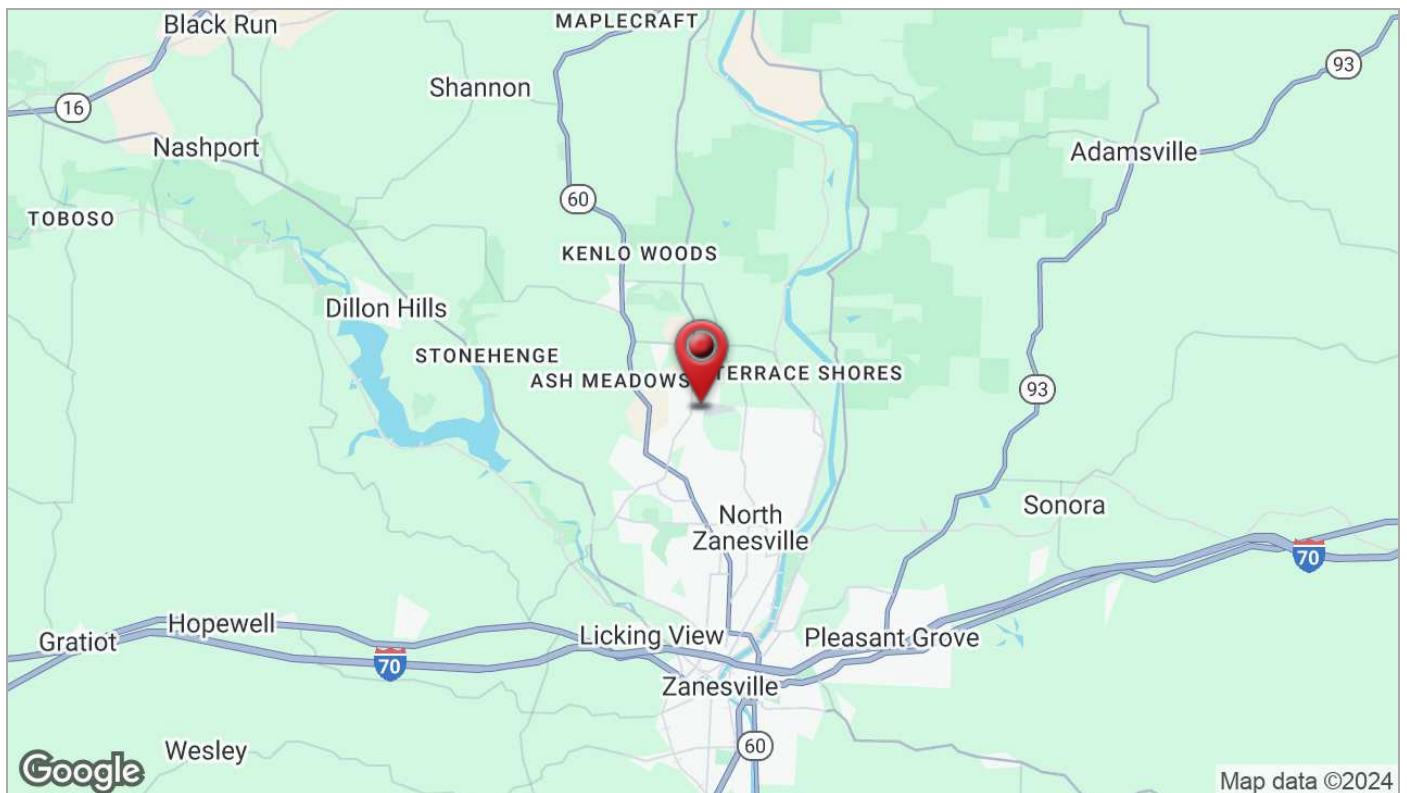 MAPLECRAFT
Black Run
93
Shannon
16
Nashport
Adamsville
60
TOBOSO
KENLO WOODS
Dillon Hills
STONEHENGE
ASH MEADOWS
TERRACE SHORES
93
Sonora
North
Zanesville
70
Hopewell
Gratiot
Licking View
Pleasant Grove
70
Zanesville
60
Wesley
Google
Map data ©2024